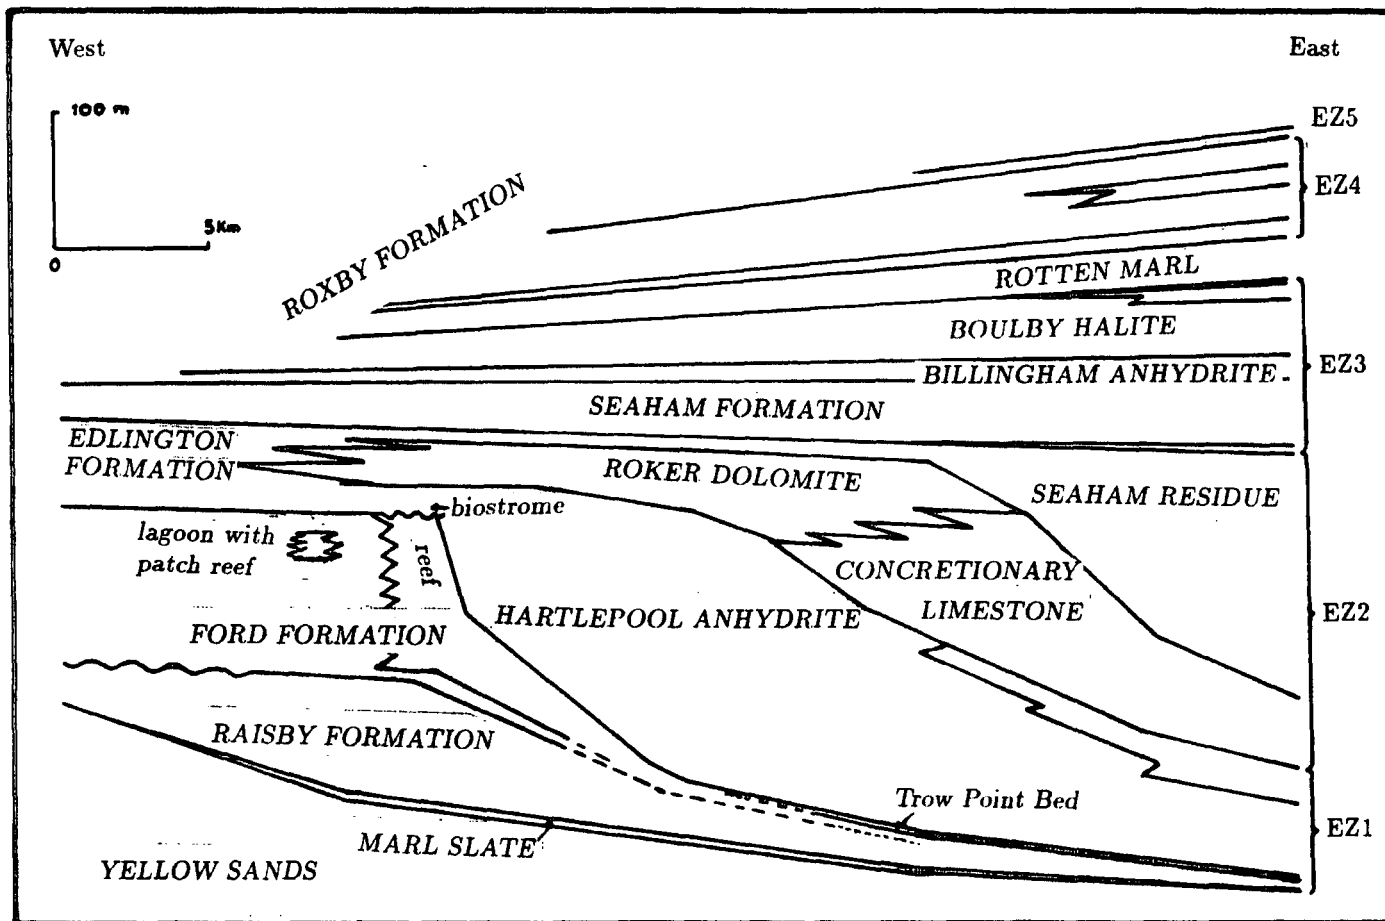 West
East
100 m
5 Km
0
EZ5
EZ4
ROXBY FORMATION
ROTTEN MARL
BOULBY HALITE
BILLINGHAM ANHYDRITE
EZ3
SEAHAM FORMATION
EDLINGTON
FORMATION
ROKER DOLOMITE
SEAHAM RESIDUE
biostrome
lagoon with
patch reef
reef
CONCRETIONARY
LIMESTONE
HARTLEPOOL ANHYDRITE
EZ2
FORD FORMATION
RAISBY FORMATION
Trow Point Bed
EZ1
MARL SLATE
YELLOW SANDS